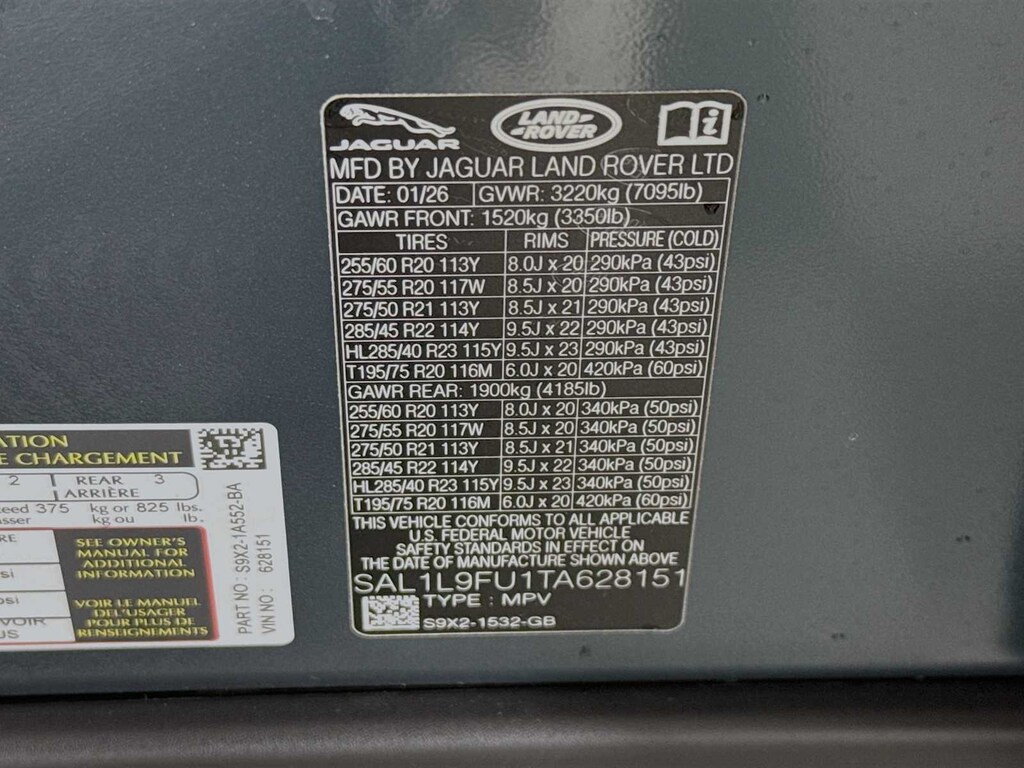 JAGUAR
LAND ROVER
MFD BY JAGUAR LAND ROVER LTD
DATE: 01/26 GVWR: 3220kg (7095lb)
GAWR FRONT: 1520kg (3350lb)
TIRES RIMS PRESSURE (COLD)
255/60 R20 113Y 8.0J x 20 290kPa (43psi)
275/55 R20 117W 8.5J x 20 290kPa (43psi)
275/50 R21 113Y 8.5J x 21 290kPa (43psi)
285/45 R22 114Y 9.5J x 22 290kPa (43psi)
HL285/40 R23 115Y 9.5J x 23 290kPa (43psi)
T195/75 R20 116M 6.0J x 20 420kPa (60psi)
GAWR REAR: 1900kg (4185lb)
255/60 R20 113Y 8.0J x 20 340kPa (50psi)
275/55 R20 117W 8.5J x 20 340kPa (50psi)
275/50 R21 113Y 8.5J x 21 340kPa (50psi)
285/45 R22 114Y 9.5J x 22 340kPa (50psi)
HL285/40 R23 115Y 9.5J x 23 340kPa (50psi)
T195/75 R20 116M 6.0J x 20 420kPa (60psi)
THIS VEHICLE CONFORMS TO ALL APPLICABLE
U.S. FEDERAL MOTOR VEHICLE
SAFETY STANDARDS IN EFFECT ON
THE DATE OF MANUFACTURE SHOWN ABOVE
SAL1L9FU1TA628151
TYPE : MPV
S9X2-1532-GB
ATION
E CHARGEMENT
2 REAR 3
ARRIÈRE
eed 375 kg or 825 lbs.
asser kg ou lb.
RE
si
psi
VOIR
US
SEE OWNER'S
MANUAL FOR
ADDITIONAL
INFORMATION
VOIR LE MANUEL
DE L'USAGER
POUR PLUS DE
RENSEIGNEMENTS
PART NO : S9X2-1A552-BA
VIN NO : 628151